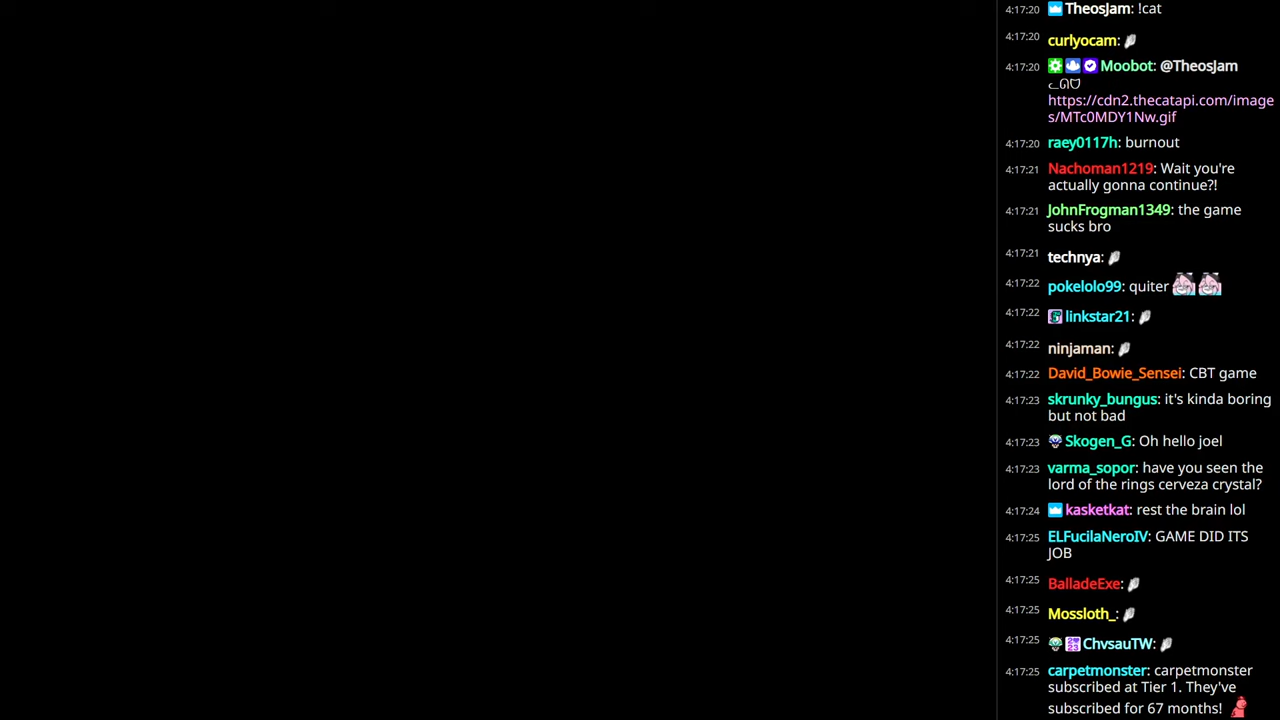 4:17:20 TheosJam: !cat
4:17:20 curlyocam:
4:17:20 Moobot: @TheosJam
ᓚᘏᗢ
https://cdn2.thecatapi.com/image
s/MTc0MDY1Nw.gif
4:17:20 raey0117h: burnout
4:17:21 Nachoman1219: Wait you're
actually gonna continue?!
4:17:21 JohnFrogman1349: the game
sucks bro
4:17:21 technya:
4:17:22 pokelolo99: quiter
4:17:22 linkstar21:
4:17:22 ninjaman:
4:17:22 David_Bowie_Sensei: CBT game
4:17:23 skrunky_bungus: it's kinda boring
but not bad
4:17:23 Skogen_G: Oh hello joel
4:17:23 varma_sopor: have you seen the
lord of the rings cerveza crystal?
4:17:24 kasketkat: rest the brain lol
4:17:25 ELFucilaNeroIV: GAME DID ITS
JOB
4:17:25 BalladeExe:
4:17:25 Mossloth_:
4:17:25 ChvsauTW:
4:17:25 carpetmonster: carpetmonster
subscribed at Tier 1. They've
subscribed for 67 months!